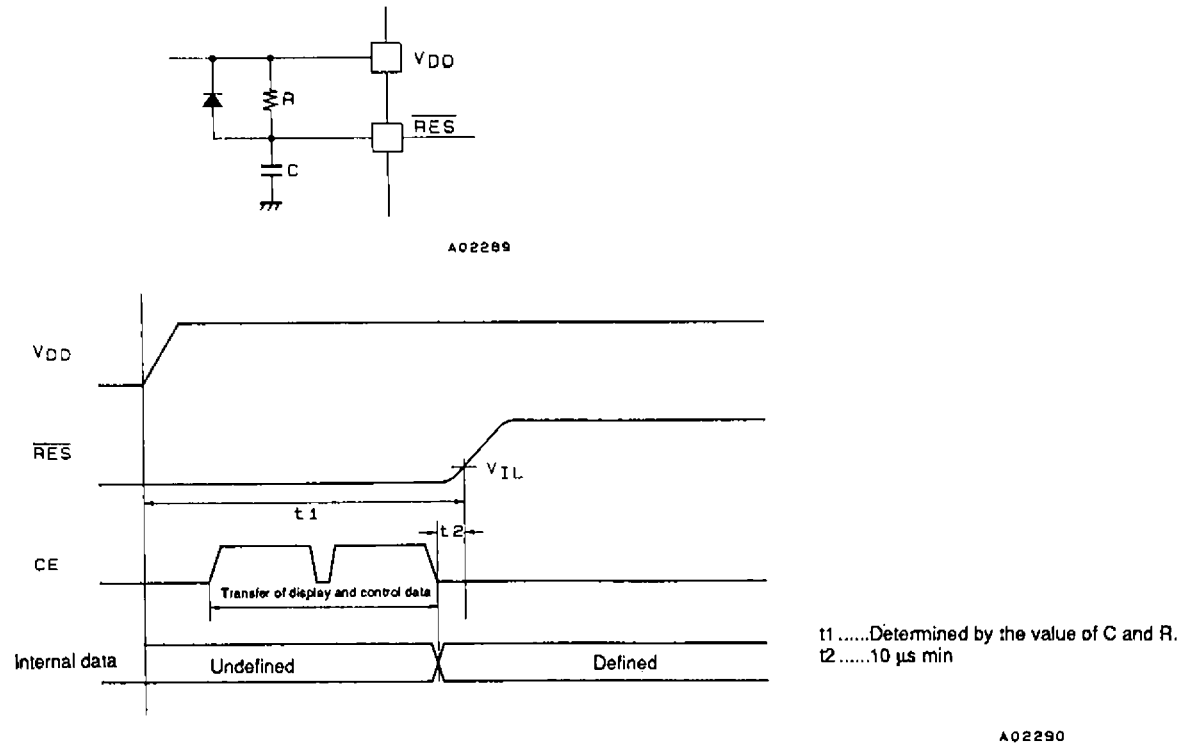 VDD
R
RES
C
A02289
VDD
RES
VIL
t1
t2
CE
Transfer of display and control data
Internal data
Undefined
Defined
t1 ......Determined by the value of C and R.
t2 ......10 µs min
A02290